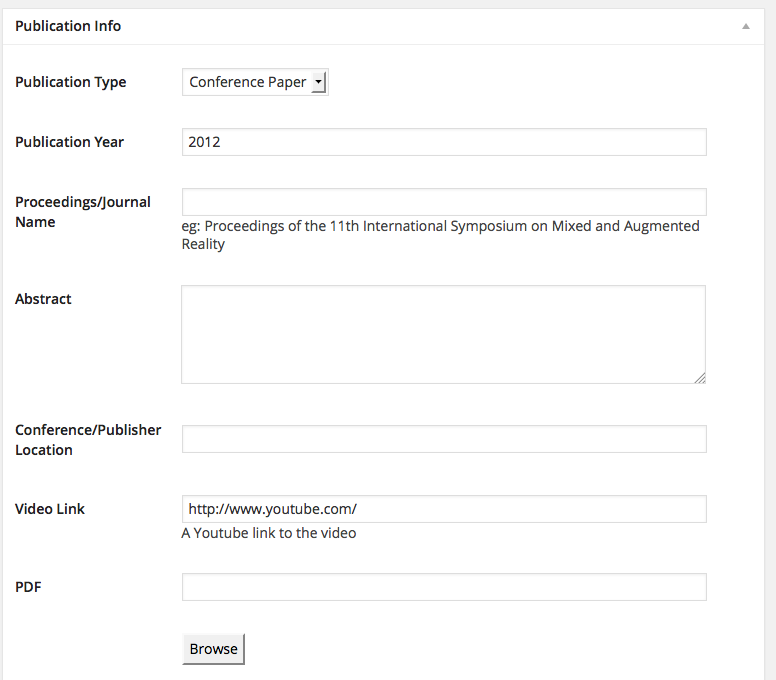 Publication Info
Publication Type
Conference Paper
Publication Year
2012
Proceedings/Journal
Name
eg: Proceedings of the 11th International Symposium on Mixed and Augmented
Reality
Abstract
Conference/Publisher
Location
Video Link
http://www.youtube.com/
A Youtube link to the video
PDF
Browse